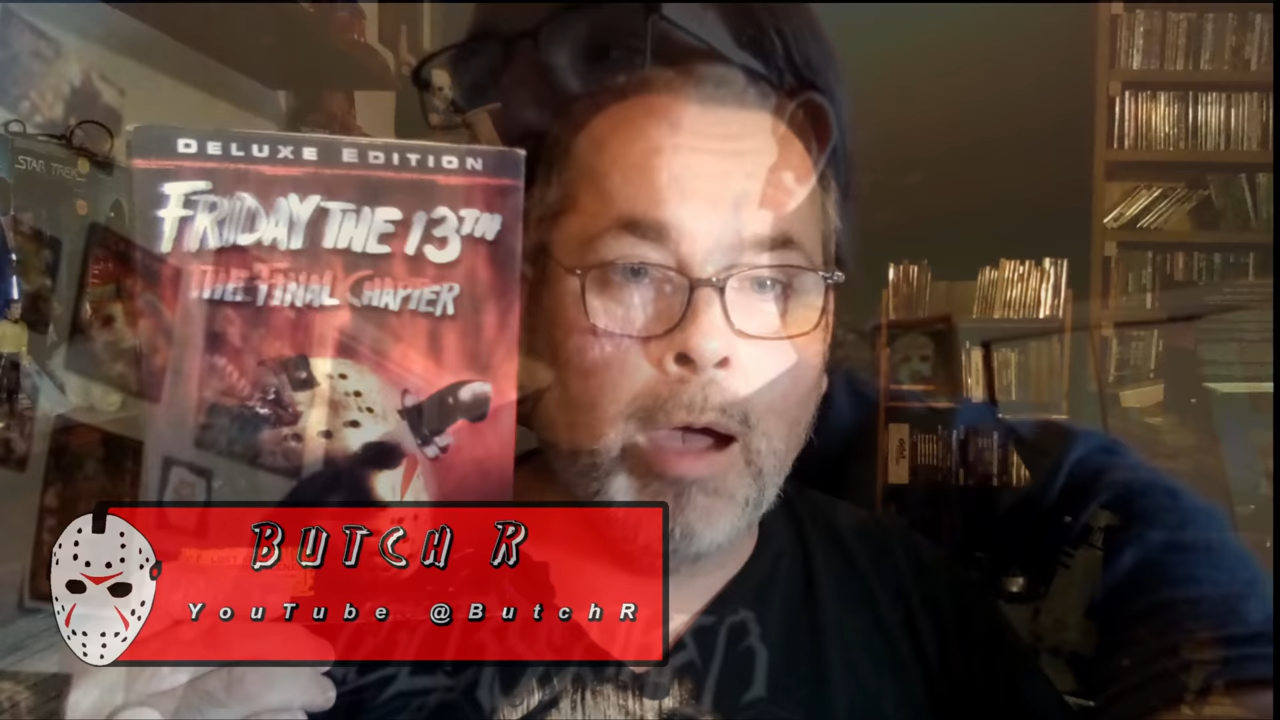 STAR TREK
DELUXE EDITION
FRIDAY THE 13TH
THE FINAL CHAPTER
BUTCH R
YouTube @ButchR